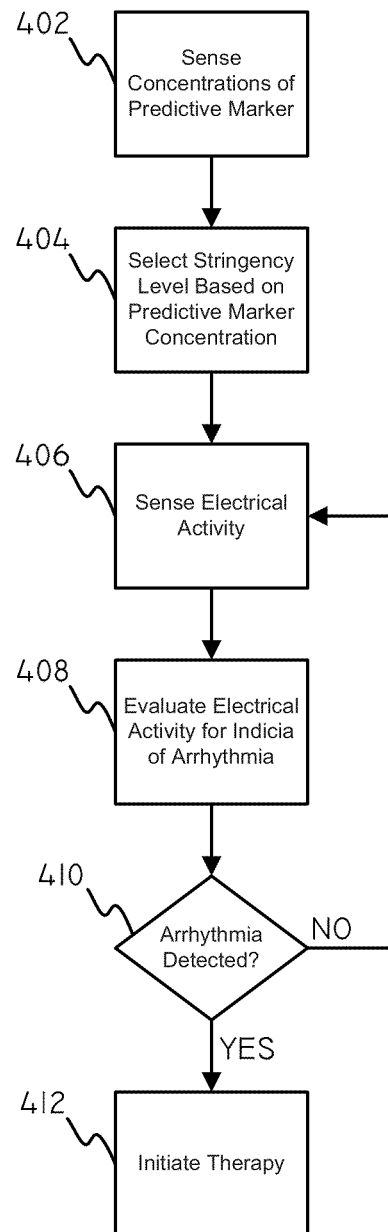 402
Sense
Concentrations of
Predictive Marker
404
Select Stringency
Level Based on
Predictive Marker
Concentration
406
Sense Electrical
Activity
408
Evaluate Electrical
Activity for Indicia
of Arrhythmia
410
Arrhythmia
Detected?
NO
YES
412
Initiate Therapy